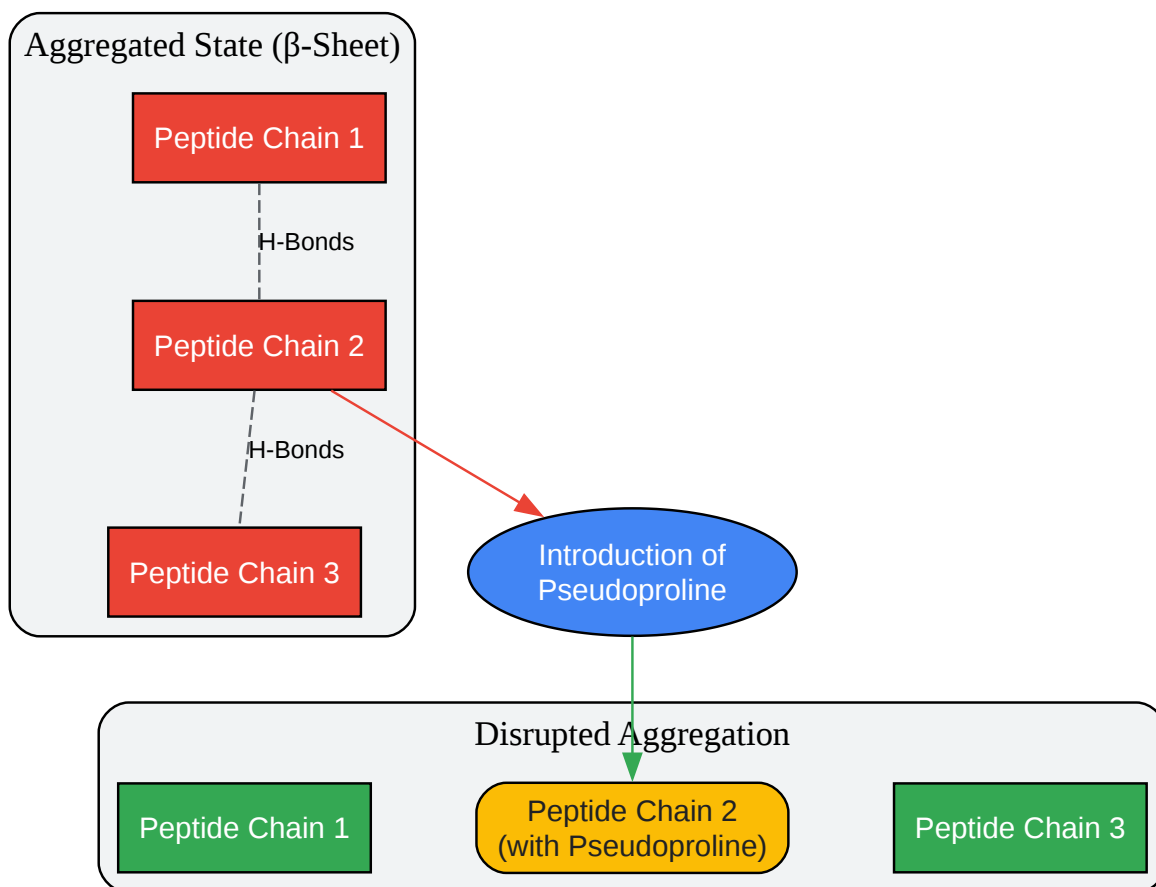 Aggregated State (β-Sheet)
Peptide Chain 1
H-Bonds
Peptide Chain 2
H-Bonds
Peptide Chain 3
Introduction of
Pseudoproline
Disrupted Aggregation
Peptide Chain 1
Peptide Chain 2
(with Pseudoproline)
Peptide Chain 3